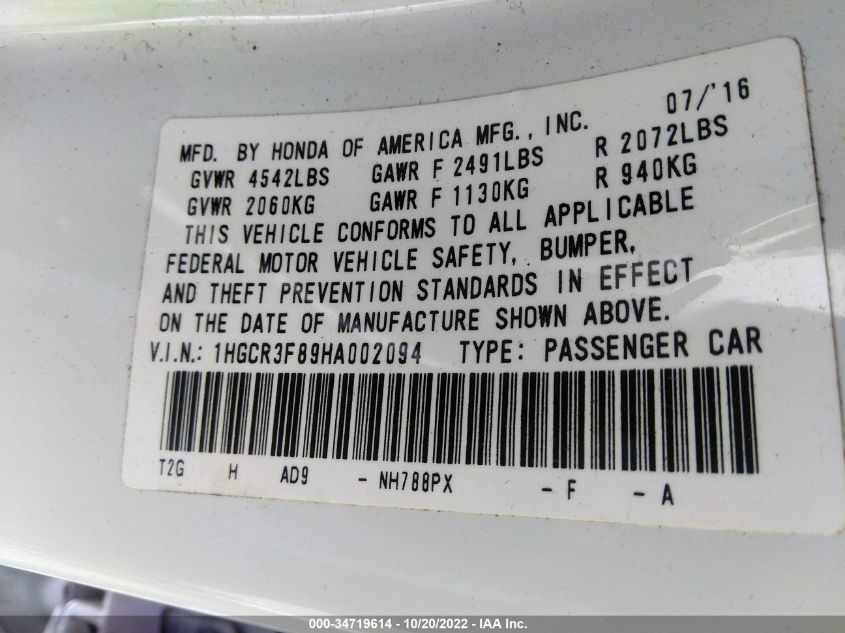 07/'16
MFD. BY HONDA OF AMERICA MFG., INC.
GVWR 4542LBS GAWR F 2491LBS R 2072LBS
GVWR 2060KG GAWR F 1130KG R 940KG
THIS VEHICLE CONFORMS TO ALL APPLICABLE
FEDERAL MOTOR VEHICLE SAFETY, BUMPER,
AND THEFT PREVENTION STANDARDS IN EFFECT
ON THE DATE OF MANUFACTURE SHOWN ABOVE.
V.I.N.: 1HGCR3F89HA002094 TYPE: PASSENGER CAR
T2G H AD9 - NH788PX - F - A
000-34719614 - 10/20/2022 - IAA Inc.